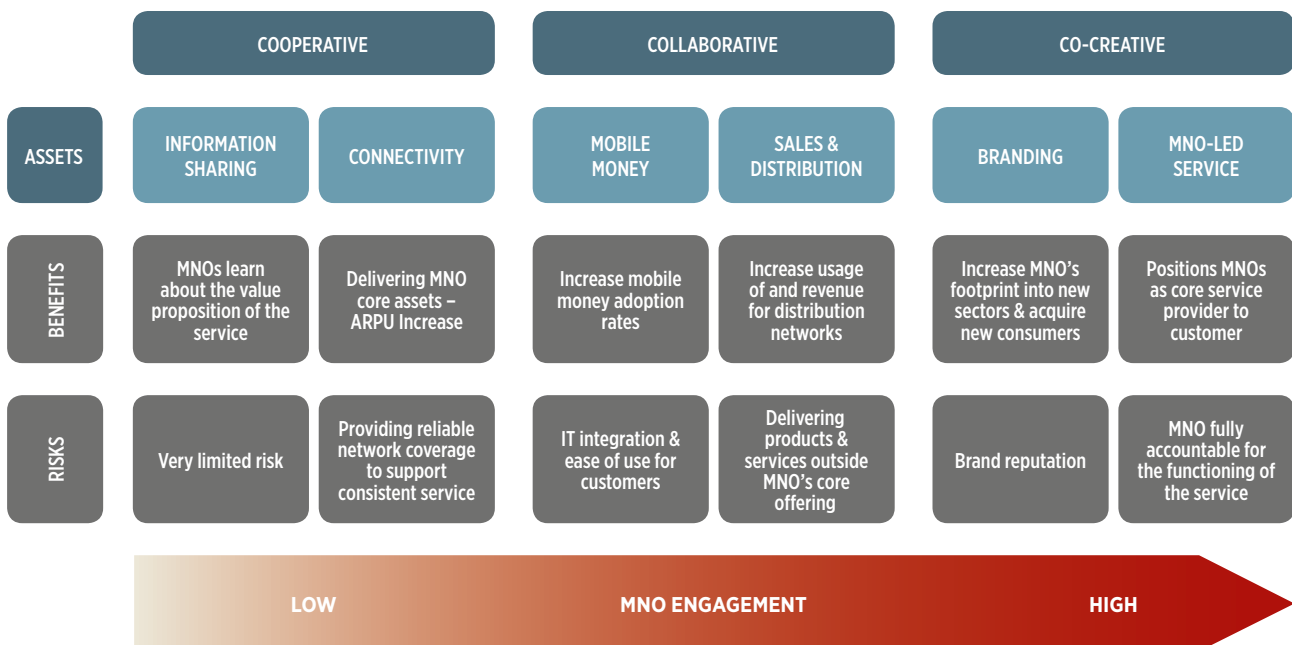 COOPERATIVE
COLLABORATIVE
CO-CREATIVE
ASSETS
INFORMATION
SHARING
CONNECTIVITY
MOBILE
MONEY
SALES &
DISTRIBUTION
BRANDING
MNO-LED
SERVICE
BENEFITS
MNOs learn
about the value
proposition of the
service
Delivering MNO
core assets –
ARPU Increase
Increase mobile
money adoption
rates
Increase usage
of and revenue
for distribution
networks
Increase MNO’s
footprint into new
sectors & acquire
new consumers
Positions MNOs
as core service
provider to
customer
RISKS
Very limited risk
Providing reliable
network coverage
to support
consistent service
IT integration &
ease of use for
customers
Delivering
products &
services outside
MNO’s core
offering
Brand reputation
MNO fully
accountable for
the functioning of
the service
LOW
MNO ENGAGEMENT
HIGH